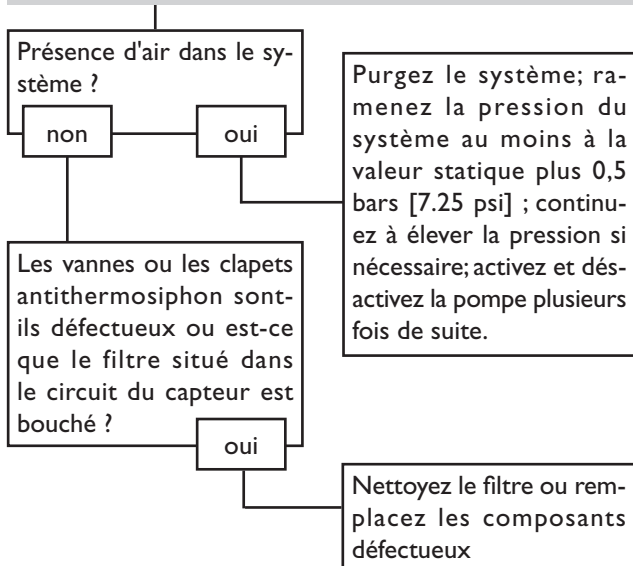 Présence d'air dans le sy-
stème ?
non
oui
Purgez le système; ra-
menez la pression du
système au moins à la
valeur statique plus 0,5
bars [7.25 psi] ; continu-
ez à élever la pression si
nécessaire; activez et dés-
activez la pompe plusieurs
fois de suite.
Les vannes ou les clapets
antithermosiphon sont-
ils défectueux ou est-ce
que le filtre situé dans
le circuit du capteur est
bouché ?
oui
Nettoyez le filtre ou rem-
placez les composants
défectueux